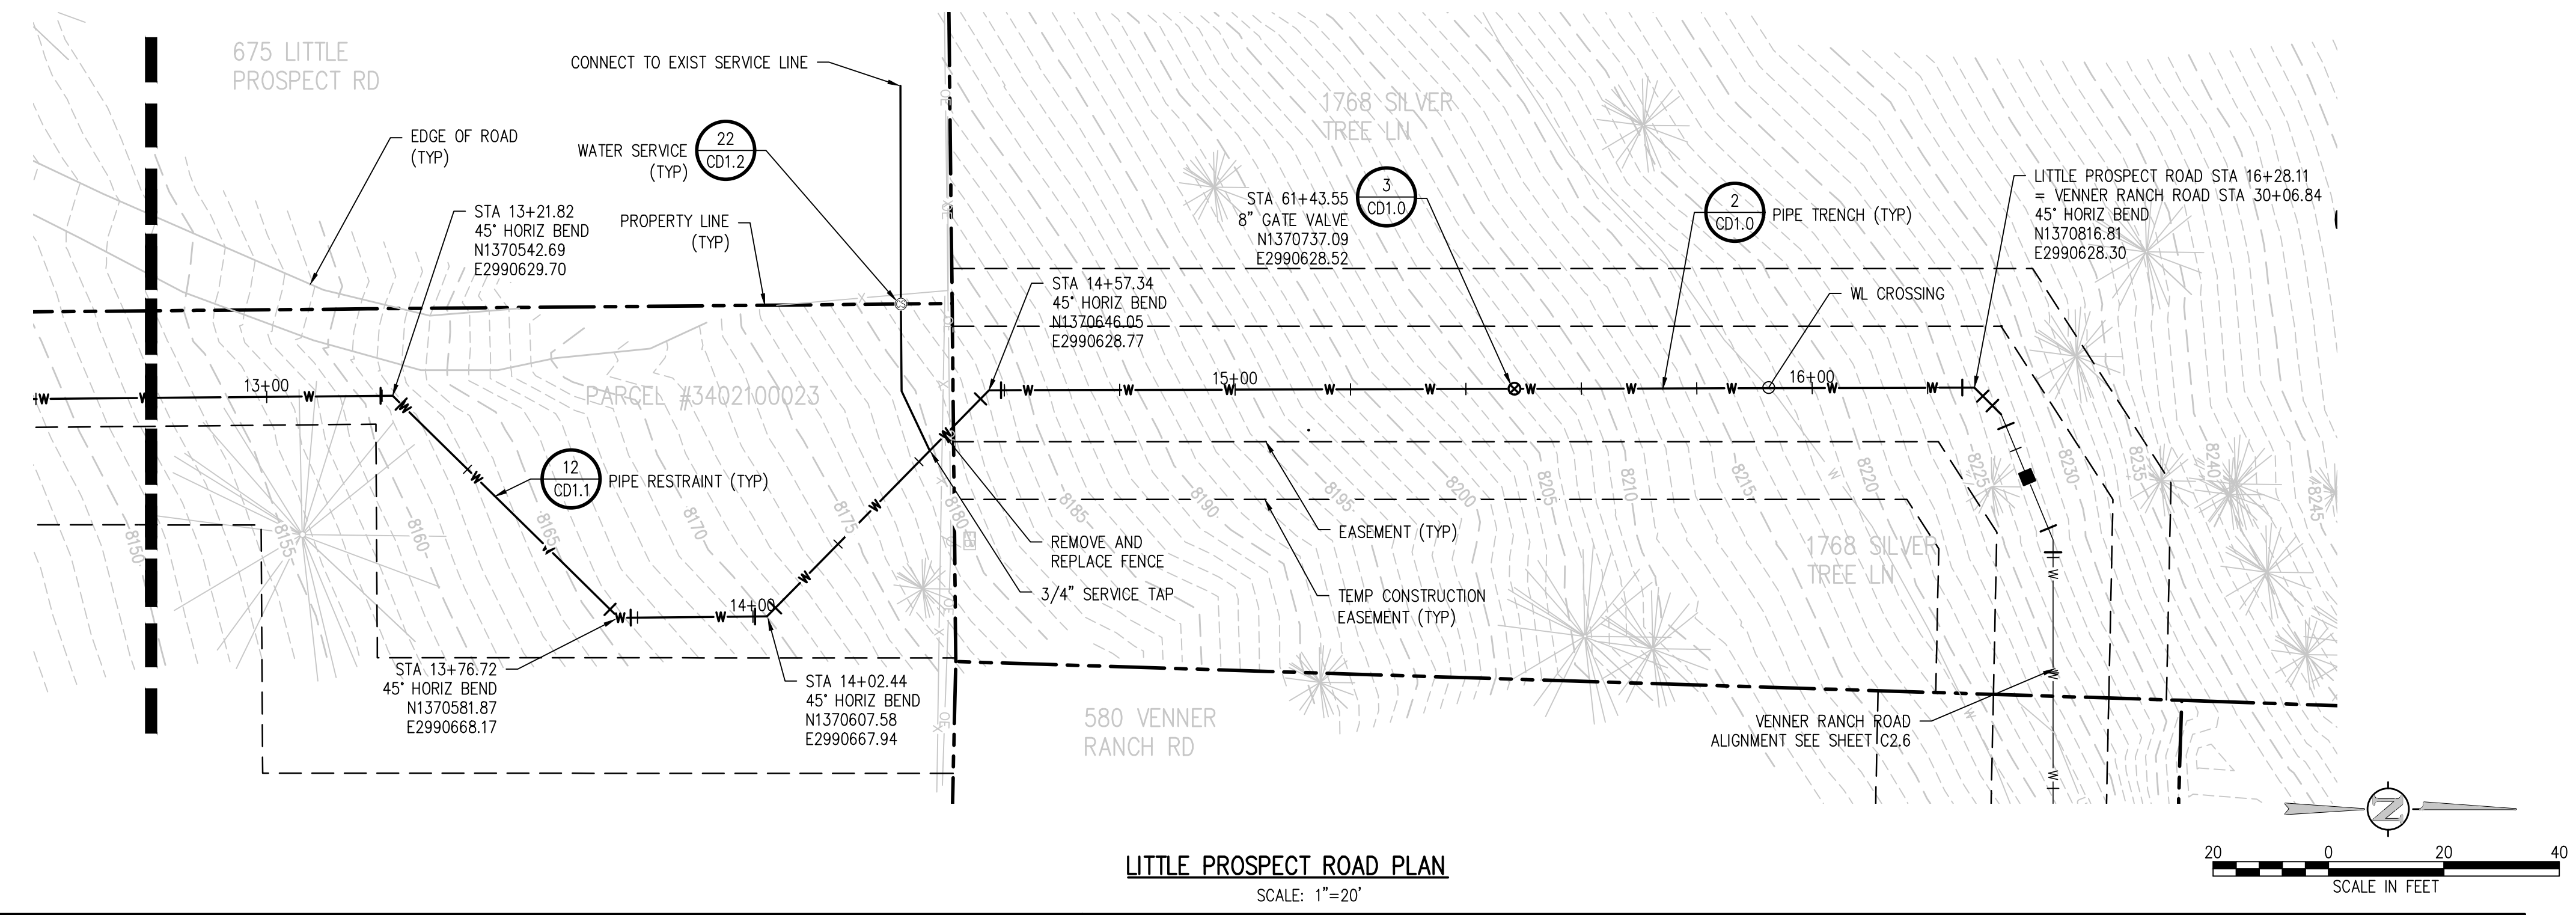 675 LITTLE
PROSPECT RD
CONNECT TO EXIST SERVICE LINE
EDGE OF ROAD
(TYP)
WATER SERVICE
(TYP)
22
CD1.2
STA 13+21.82
45° HORIZ BEND
N1370542.69
E2990629.70
PROPERTY LINE
(TYP)
1768 SILVER
TREE LN
STA 61+43.55
8" GATE VALVE
N1370737.09
E2990628.52
3
CD1.0
2
CD1.0
PIPE TRENCH (TYP)
LITTLE PROSPECT ROAD STA 16+28.11
= VENNER RANCH ROAD STA 30+06.84
45° HORIZ BEND
N1370816.81
E2990628.30
STA 14+57.34
45° HORIZ BEND
N1370646.05
E2990628.77
WL CROSSING
13+00
15+00
16+00
PARCEL #3402100023
12
CD1.1
PIPE RESTRAINT (TYP)
8150
8155
8160
8165
8170
8175
8180
8185
8190
8195
8200
8205
8210
8215
8220
8225
8230
8235
8240
8245
REMOVE AND
REPLACE FENCE
3/4" SERVICE TAP
EASEMENT (TYP)
TEMP CONSTRUCTION
EASEMENT (TYP)
1768 SILVER
TREE LN
14+00
STA 13+76.72
45° HORIZ BEND
N1370581.87
E2990668.17
STA 14+02.44
45° HORIZ BEND
N1370607.58
E2990667.94
580 VENNER
RANCH RD
VENNER RANCH ROAD
ALIGNMENT SEE SHEET C2.6
N
LITTLE PROSPECT ROAD PLAN
SCALE: 1"=20'
20 0 20 40
SCALE IN FEET